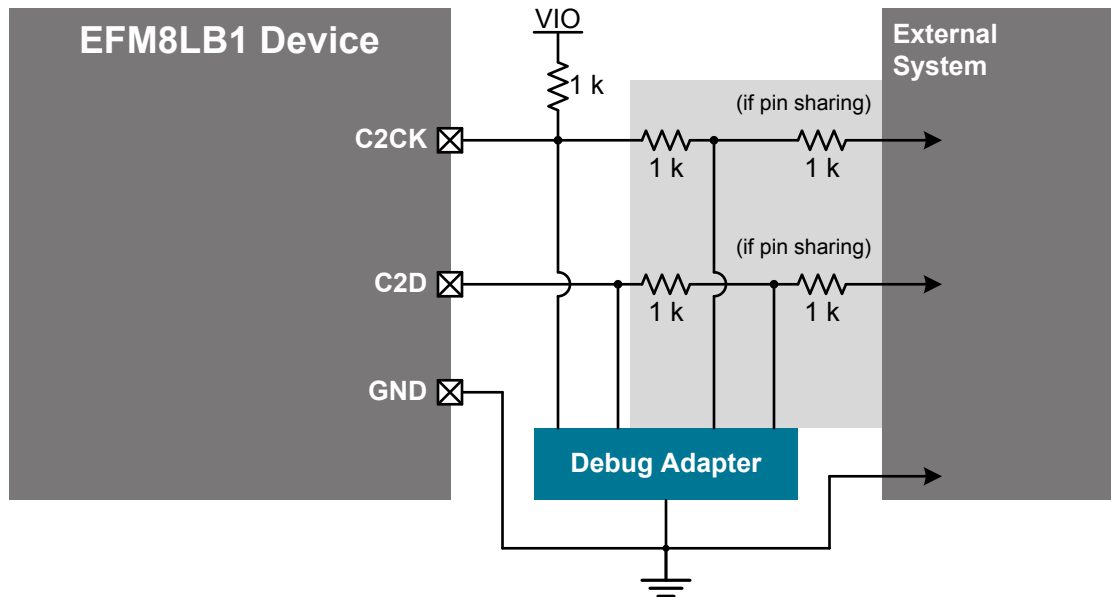 EFM8LB1 Device
VIO
External
System
1 k
(if pin sharing)
C2CK
1 k
1 k
(if pin sharing)
C2D
1 k
1 k
GND
Debug Adapter